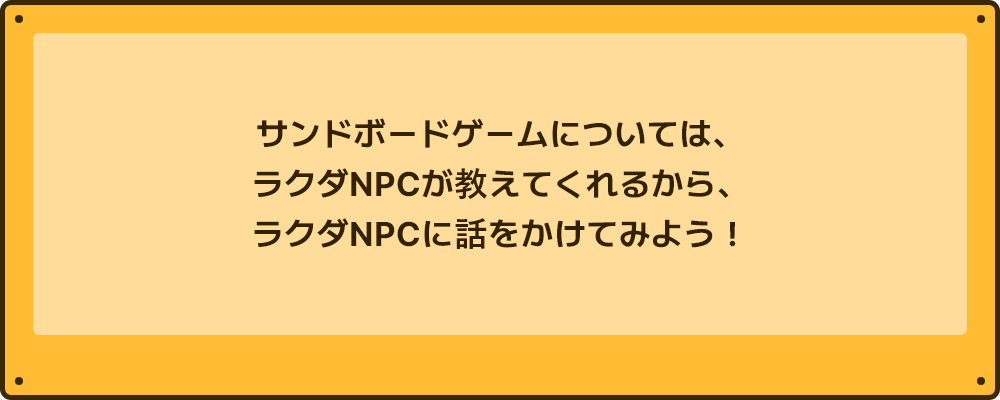 サンドボードゲームについては、
ラクダNPCが教えてくれるから、
ラクダNPCに話をかけてみよう！